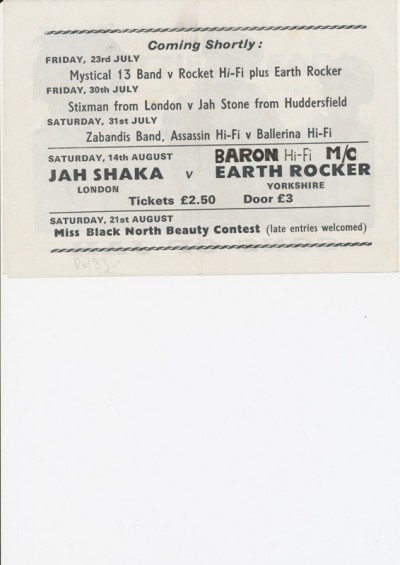 Coming Shortly:
FRIDAY, 23rd JULY
Mystical 13 Band v Rocket Hi-Fi plus Earth Rocker
FRIDAY, 30th JULY
Stixman from London v Jah Stone from Huddersfield
SATURDAY, 31st JULY
Zabandis Band, Assassin Hi-Fi v Ballerina Hi-Fi
SATURDAY, 14th AUGUST BARON Hi-Fi M/C
JAH SHAKA v EARTH ROCKER
LONDON YORKSHIRE
Tickets £2.50 Door £3
SATURDAY, 21st AUGUST
Miss Black North Beauty Contest (late entries welcomed)